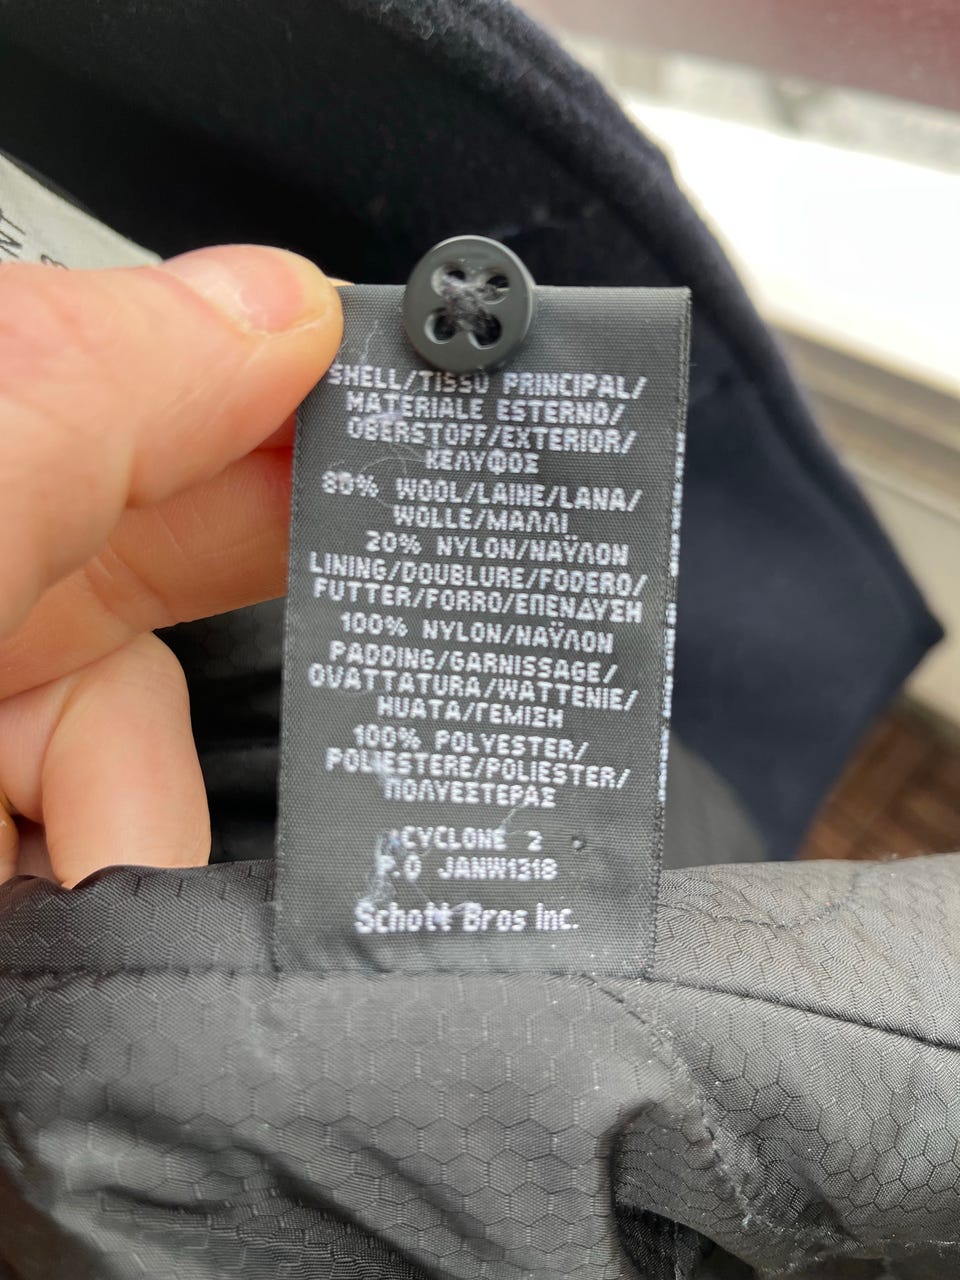 SHELL/TISSU PRINCIPAL/
MATERIALE ESTERNO/
OBERSTOFF/EXTERIOR/
ΚΕΛΥΦΟΣ
80% WOOL/LAINE/LANA/
WOLLE/ΜΑΛΛΙ
20% NYLON/ΝΑΫΛΟΝ
LINING/DOUBLURE/FODERO/
FUTTER/FORRO/ΕΠΕΝΔΥΣΗ
100% NYLON/ΝΑΫΛΟΝ
PADDING/GARNISSAGE/
OVATTATURA/WATTENIE/
HUATA/ΓΕΜΙΣΗ
100% POLYESTER/
POLIESTERE/POLIESTER/
ΠΟΛΥΕΣΤΕΡΑΣ
CYCLONE 2
P.O JANW1318
Schott Bros Inc.